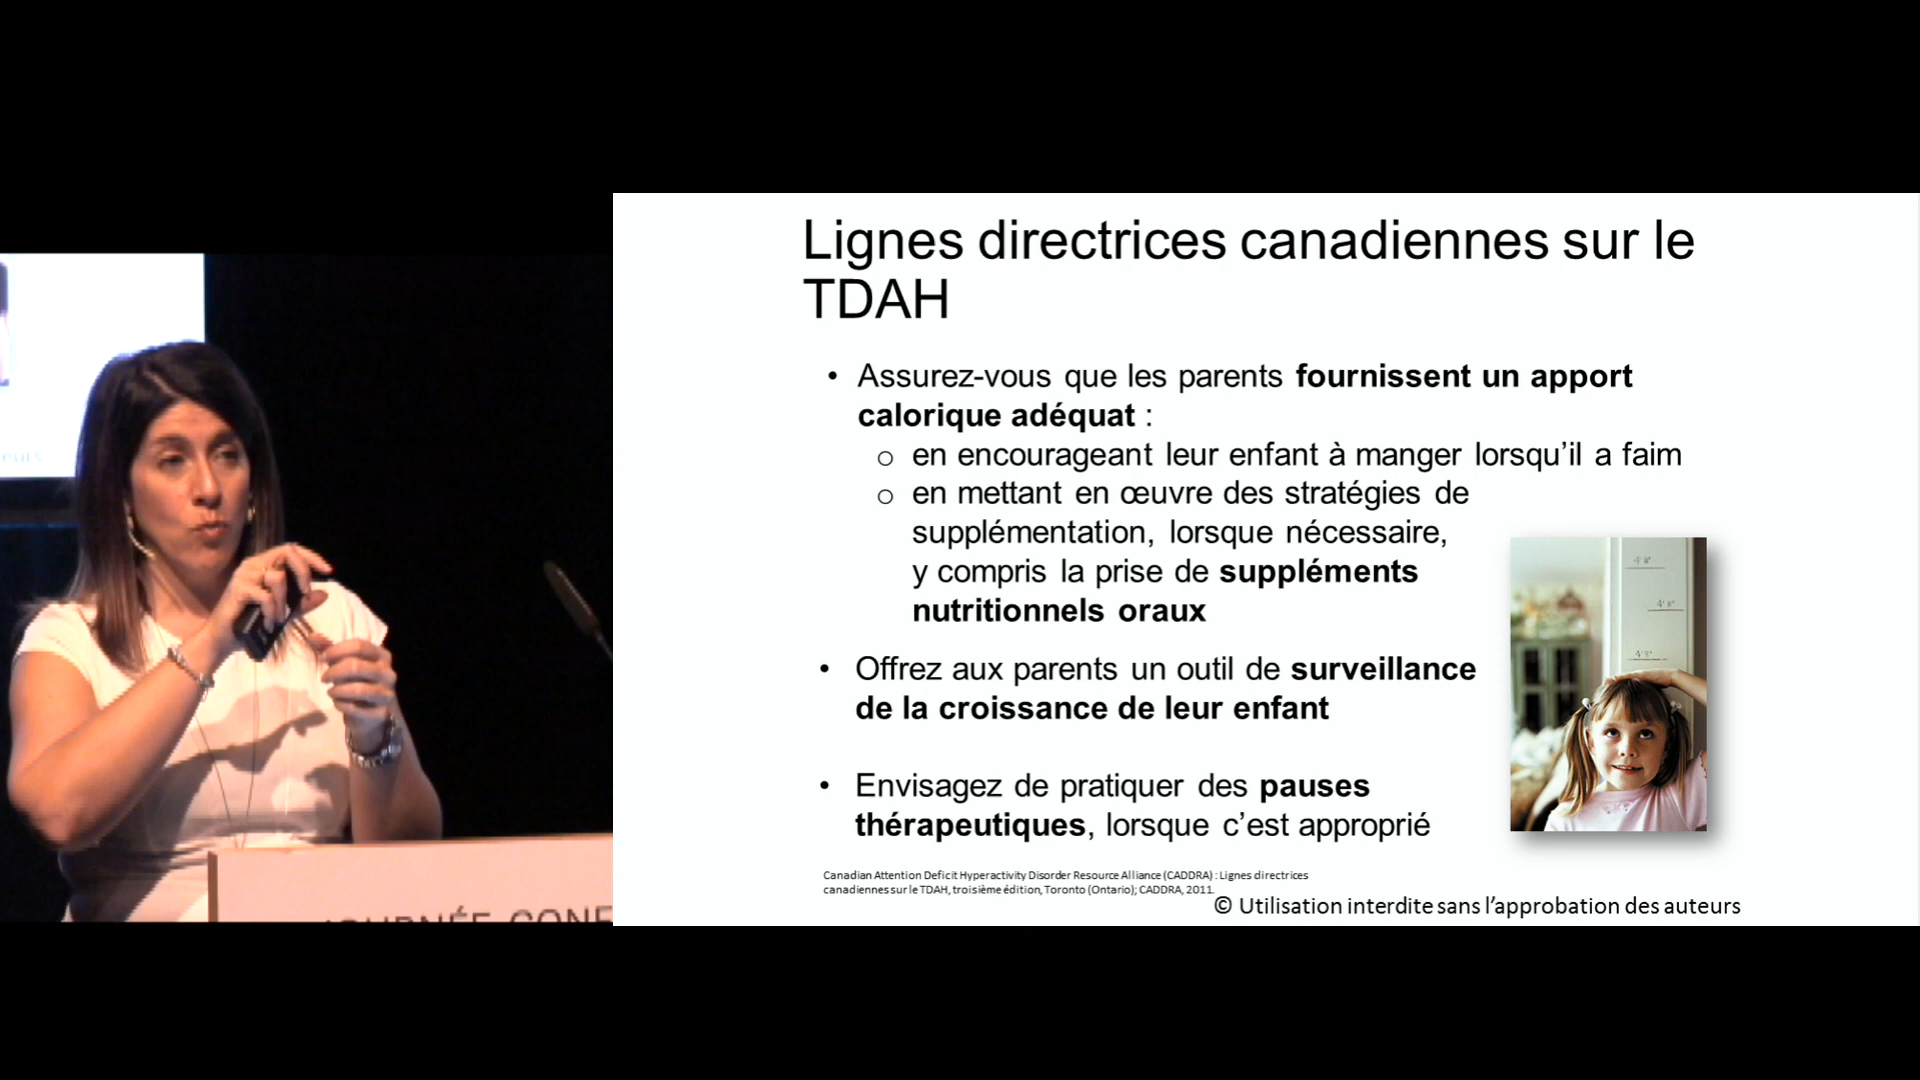 Lignes directrices canadiennes sur le
TDAH
• Assurez-vous que les parents fournissent un apport
calorique adéquat :
o en encourageant leur enfant à manger lorsqu’il a faim
o en mettant en œuvre des stratégies de
supplémentation, lorsque nécessaire,
y compris la prise de suppléments
nutritionnels oraux
• Offrez aux parents un outil de surveillance
de la croissance de leur enfant
• Envisagez de pratiquer des pauses
thérapeutiques, lorsque c’est approprié
Canadian Attention Deficit Hyperactivity Disorder Resource Alliance (CADDRA) : Lignes directrices
canadiennes sur le TDAH, troisième édition, Toronto (Ontario); CADDRA, 2011.
© Utilisation interdite sans l’approbation des auteurs
JOURNÉE CONF